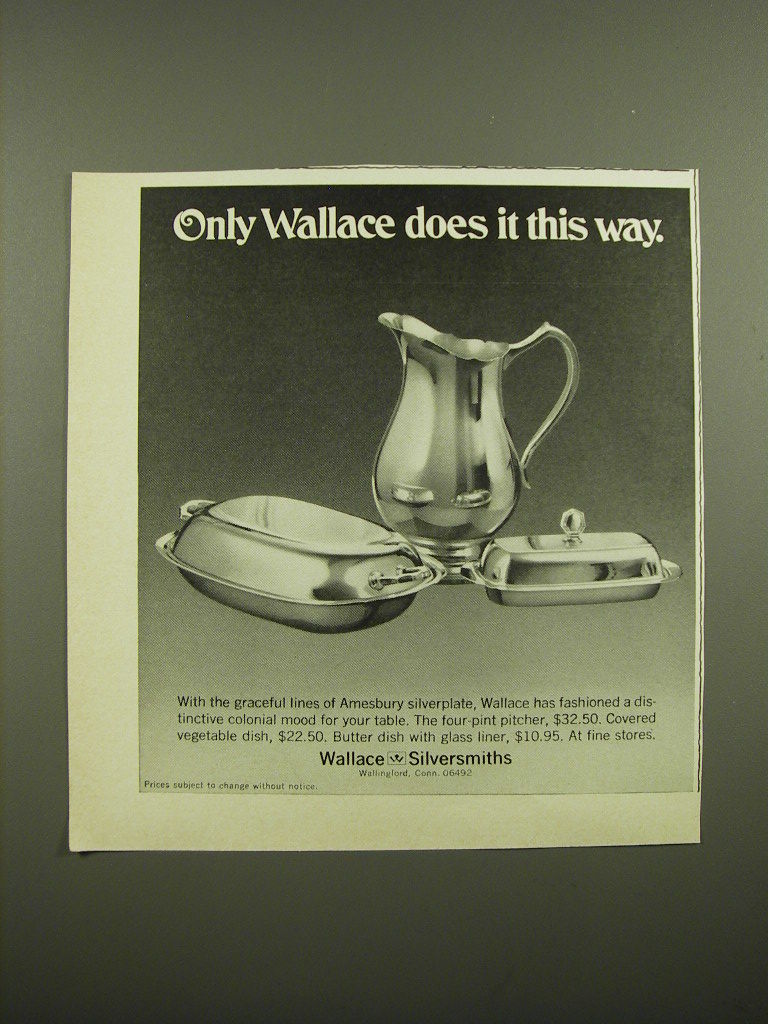 Only Wallace does it this way.
With the graceful lines of Amesbury silverplate, Wallace has fashioned a dis-
tinctive colonial mood for your table. The four-pint pitcher, $32.50. Covered
vegetable dish, $22.50. Butter dish with glass liner, $10.95. At fine stores.
Wallace Silversmiths
Wallingford, Conn. 06492
Prices subject to change without notice.